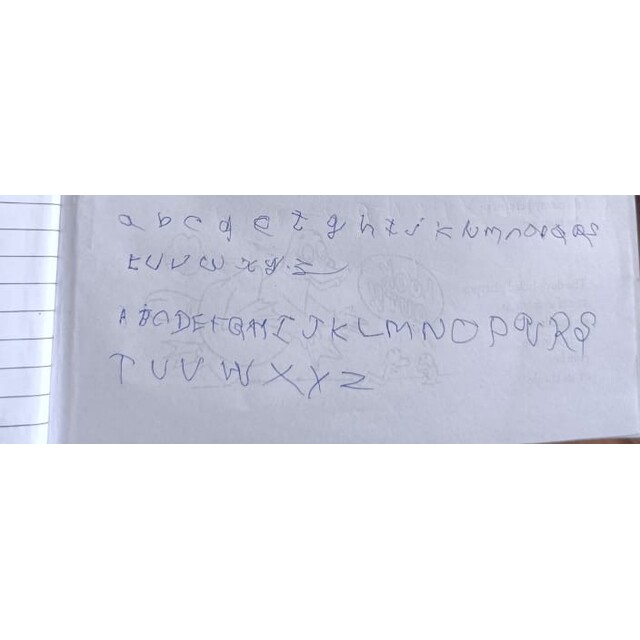 a b c d e f g h i j k l m n o p q r s
t u v w x y z
A B C D E F G H I J K L M N O P Q R S
T U V W X Y Z